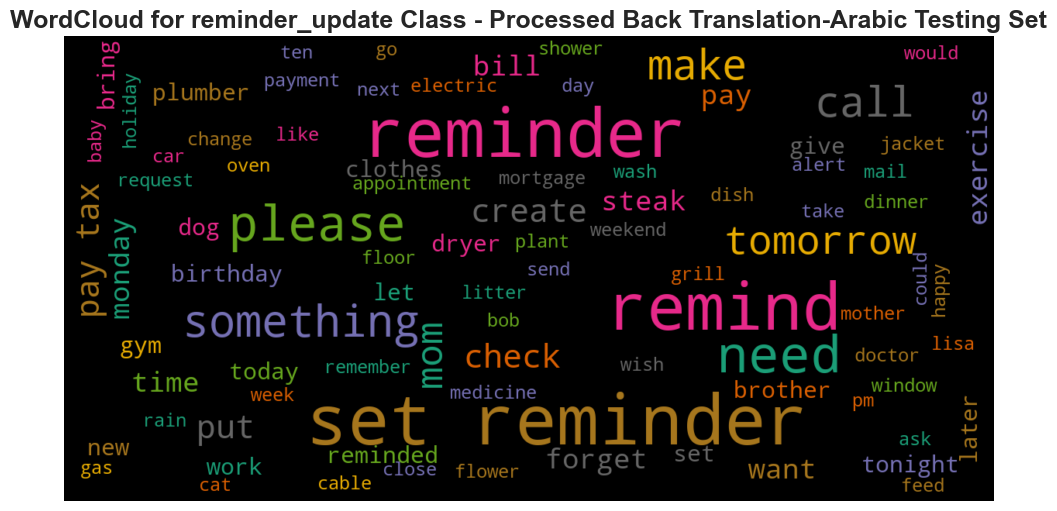 WordCloud for reminder_update Class - Processed Back Translation-Arabic Testing Set
ten go shower would
bring holiday payment bill make
plumber next electric day pay call
baby change like reminder give jacket exercise
car oven clothes alert mail
request appointment mortgage wash
pay tax monday dog please create steak dish take dinner
dryer plant weekend tomorrow
birthday floor send grill could happy
let litter remind mother
something bob
gym mom check wish need doctor lisa
time today remember brother window
week medicine pm
rain put set reminder later
new reminded forget set ask
gas work close flower want tonight
cat cable feed